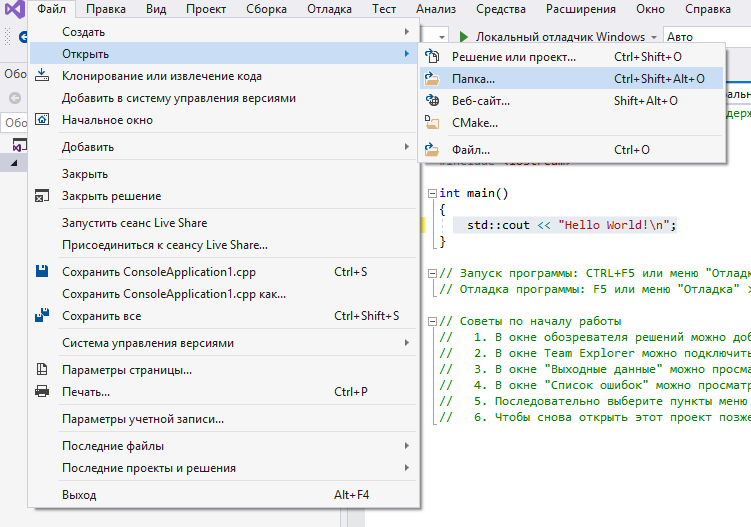 Файл Правка Вид Проект Сборка Отладка Тест Анализ Средства Расширения Окно Справка
Локальный отладчик Windows Авто
Создать
Открыть
Клонирование или извлечение кода
Добавить в систему управления версиями
Начальное окно
Добавить
Закрыть
Закрыть решение
Запустить сеанс Live Share
Присоединиться к сеансу Live Share...
Сохранить ConsoleApplication1.cpp Ctrl+S
Сохранить ConsoleApplication1.cpp как...
Сохранить все Ctrl+Shift+S
Система управления версиями
Параметры страницы...
Печать... Ctrl+P
Параметры учетной записи...
Последние файлы
Последние проекты и решения
Выход Alt+F4
Решение или проект... Ctrl+Shift+O
Папка... Ctrl+Shift+Alt+O
Веб-сайт... Shift+Alt+O
CMake...
Файл... Ctrl+O
int main()
{
std::cout << "Hello World!\n";
}
// Запуск программы: CTRL+F5 или меню "Отладк
// Отладка программы: F5 или меню "Отладка" >
// Советы по началу работы
// 1. В окне обозревателя решений можно доб
// 2. В окне Team Explorer можно подключить
// 3. В окне "Выходные данные" можно просма
// 4. В окне "Список ошибок" можно просматр
// 5. Последовательно выберите пункты меню
// 6. Чтобы снова открыть этот проект позже